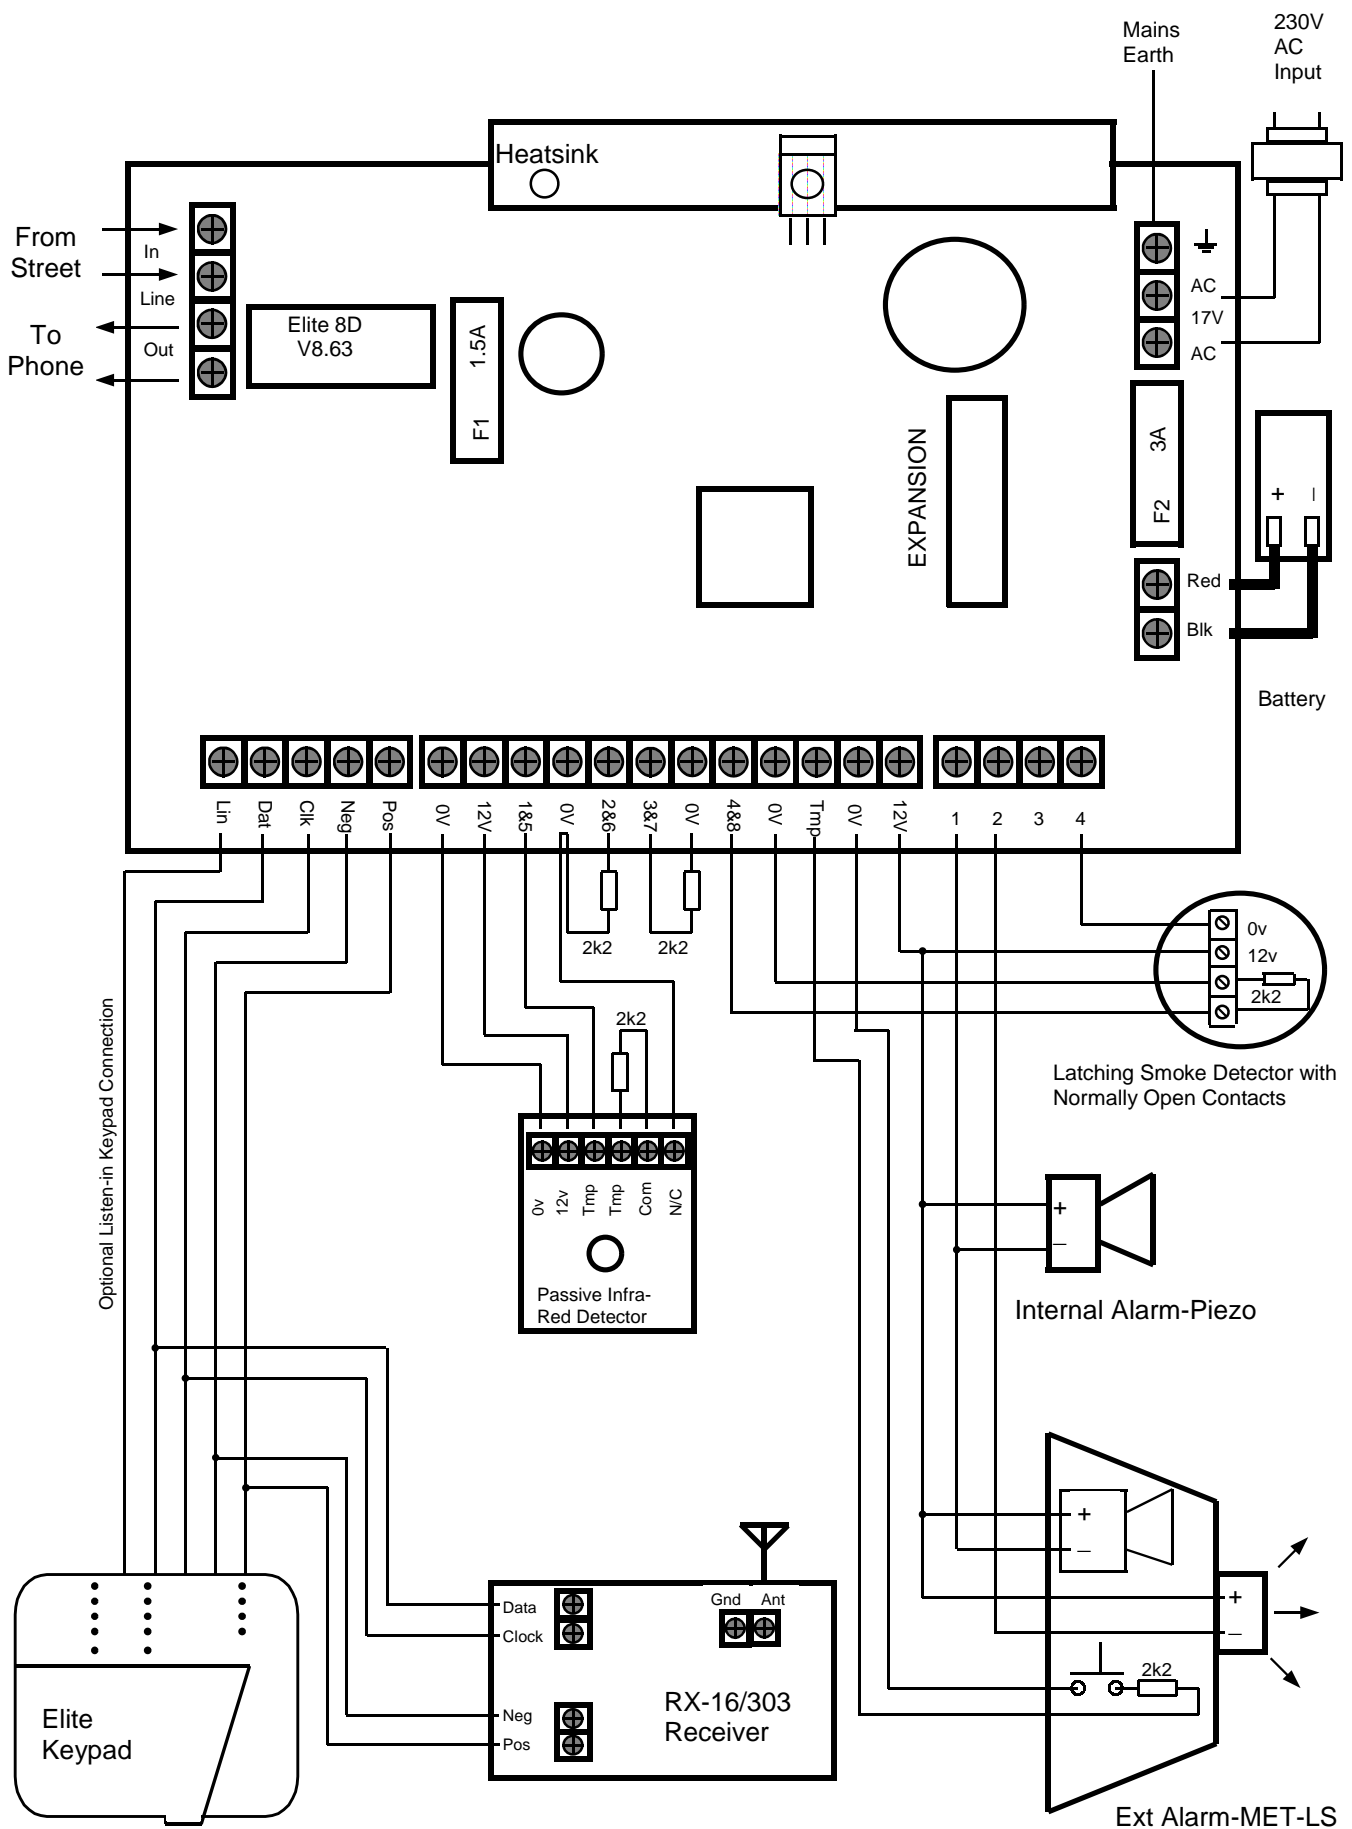 Mains
Earth
230V
AC
Input
Heatsink
From
Street
In
Line
To
Phone
Out
Elite 8D
V8.63
1.5A
F1
EXPANSION
AC
17V
AC
3A
F2
+
–
Red
Blk
Battery
Lin
Dat
Clk
Neg
Pos
0V
12V
1&5
0V
2&6
3&7
0V
4&8
0V
Tmp
0V
12V
1
2
3
4
2k2
2k2
0v
12v
2k2
Latching Smoke Detector with
Normally Open Contacts
Optional Listen-in Keypad Connection
2k2
0v
12v
Tmp
Tmp
Com
N/C
Passive Infra-
Red Detector
+
–
Internal Alarm-Piezo
+
–
+
–
2k2
Ext Alarm-MET-LS
Data
Clock
Neg
Pos
Gnd
Ant
RX-16/303
Receiver
Elite
Keypad